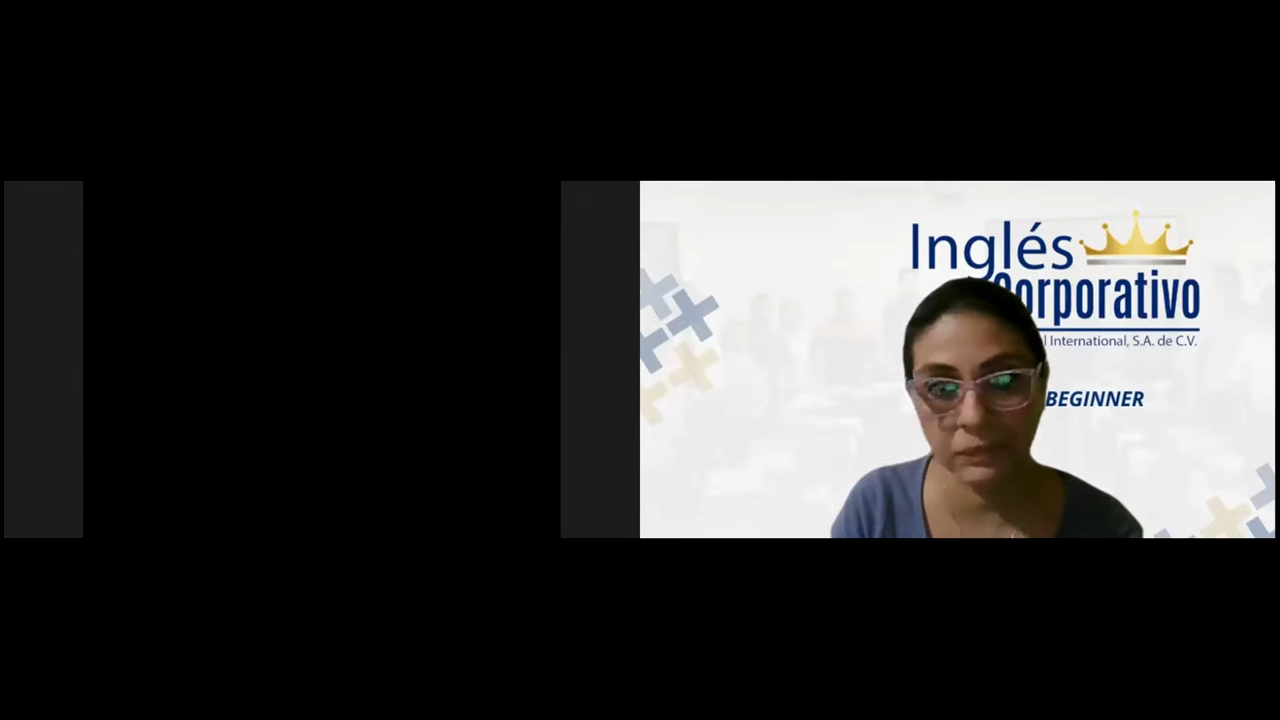 Inglés
Corporativo
International, S.A. de C.V.
BEGINNER